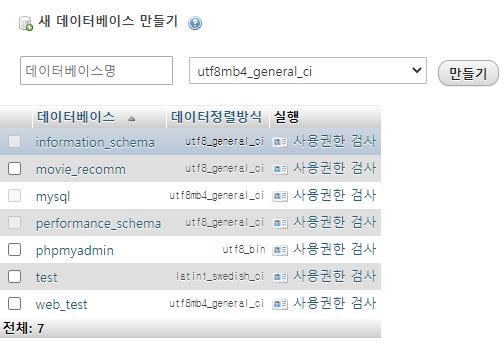 새 데이터베이스 만들기
데이터베이스명 utf8mb4_general_ci 만들기
데이터베이스 데이터정렬방식 실행
information_schema utf8_general_ci 사용권한 검사
movie_recomm utf8_general_ci 사용권한 검사
mysql utf8mb4_general_ci 사용권한 검사
performance_schema utf8_general_ci 사용권한 검사
phpmyadmin utf8_bin 사용권한 검사
test latin1_swedish_ci 사용권한 검사
web_test utf8mb4_general_ci 사용권한 검사
전체: 7